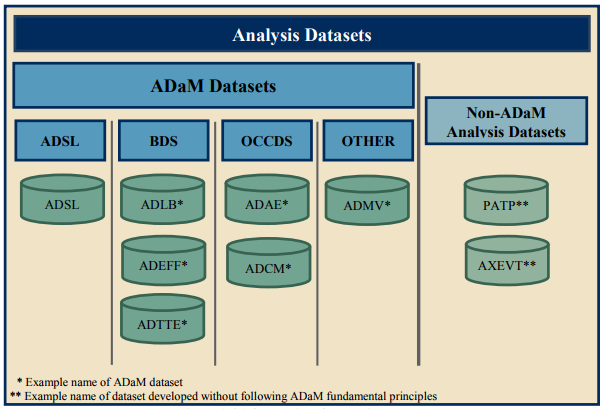 Analysis Datasets
ADaM Datasets
Non-ADaM
Analysis Datasets
ADSL
BDS
OCCDS
OTHER
ADSL
ADLB*
ADAE*
ADMV*
PATP**
ADEFF*
ADCM*
AXEVT**
ADTTE*
* Example name of ADaM dataset
** Example name of dataset developed without following ADaM fundamental principles